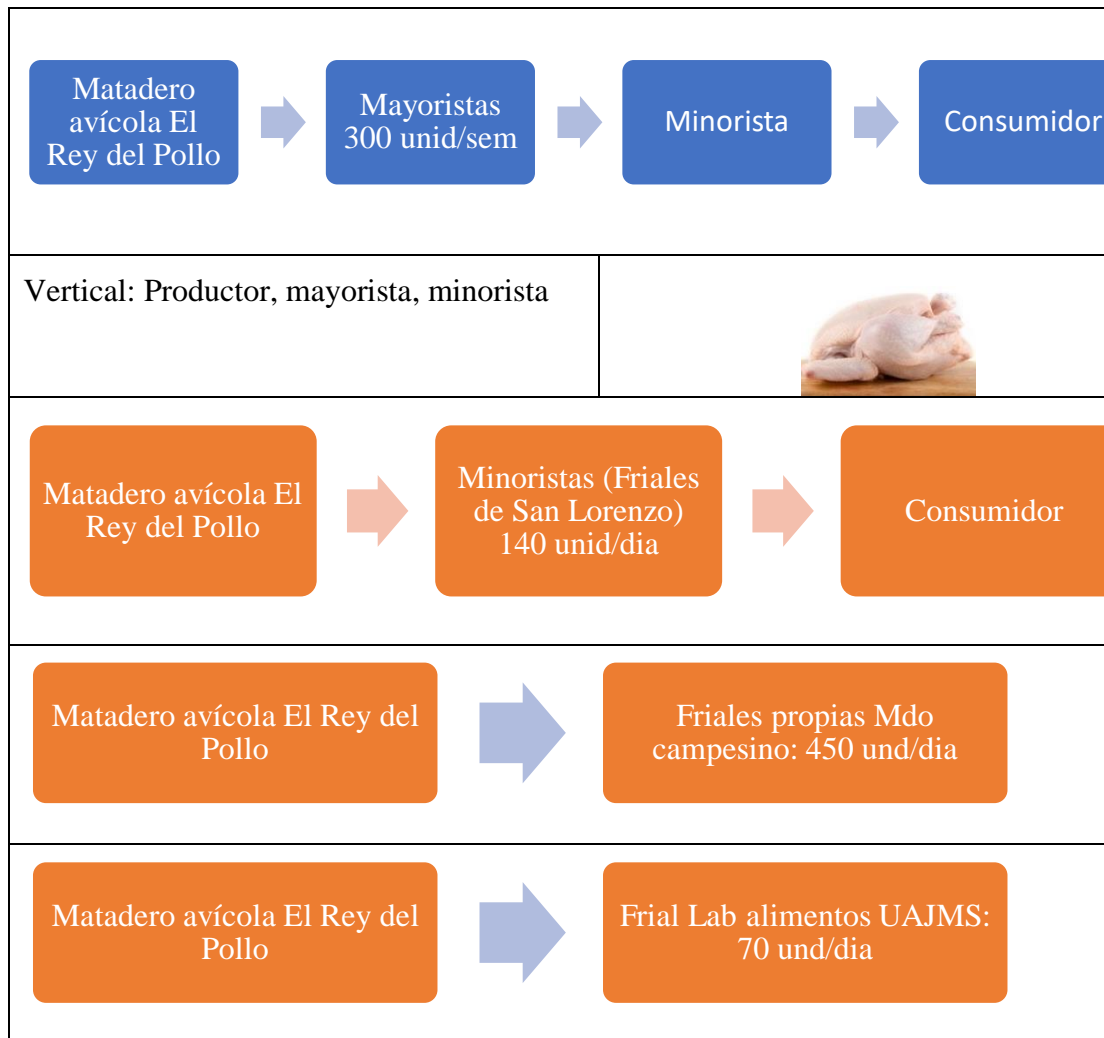 Matadero
avícola El
Rey del Pollo
Mayoristas
300 unid/sem
Minorista
Consumidor
Vertical: Productor, mayorista, minorista
Matadero avícola El
Rey del Pollo
Minoristas (Friales
de San Lorenzo)
140 unid/dia
Consumidor
Matadero avícola El Rey del
Pollo
Friales propias Mdo
campesino: 450 und/dia
Matadero avícola El Rey del
Pollo
Frial Lab alimentos UAJMS:
70 und/dia